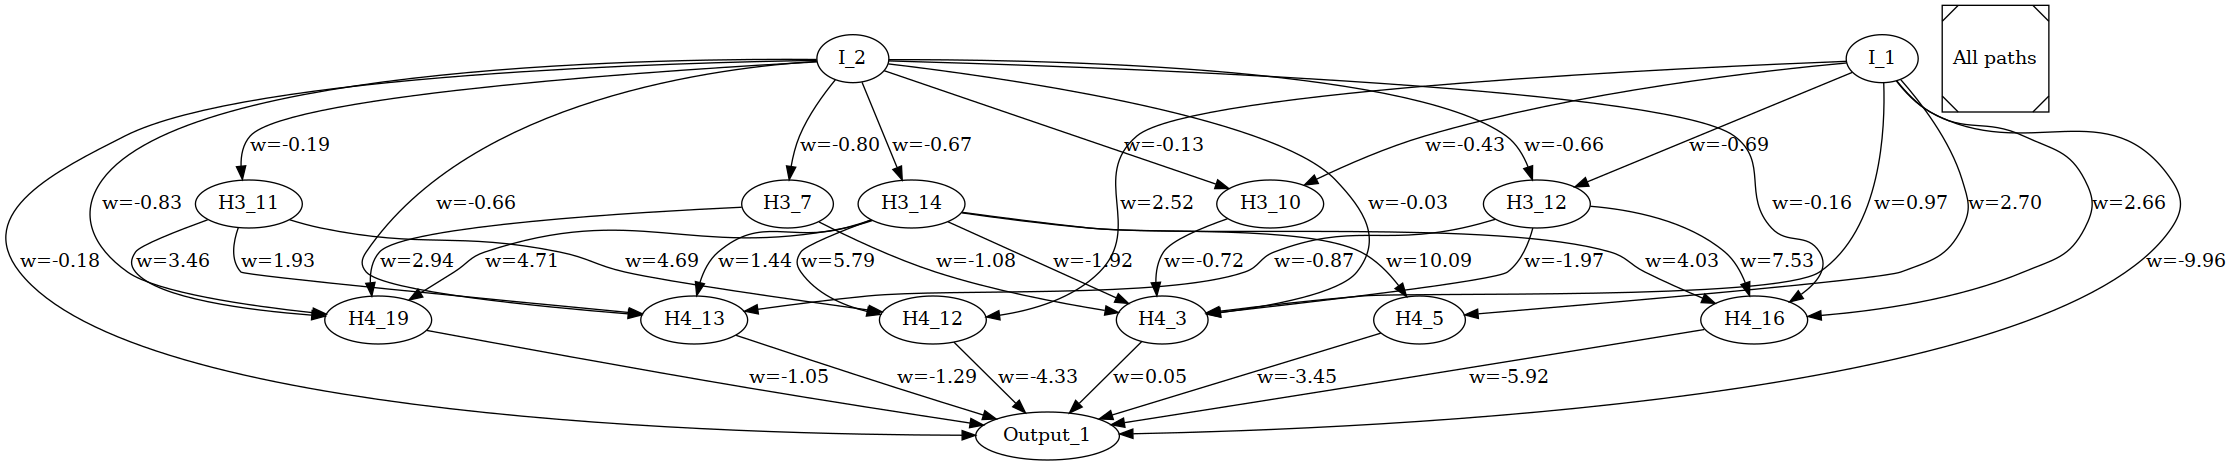 I_2
I_1
All paths
w=-0.19
w=-0.80
w=-0.67
w=-0.13
w=-0.43
w=-0.66
w=-0.69
w=-0.83
H3_11
w=-0.66
H3_7
H3_14
w=2.52
H3_10
w=-0.03
H3_12
w=-0.16
w=0.97
w=2.70
w=2.66
w=-0.18
w=3.46
w=1.93
w=2.94
w=4.71
w=4.69
w=1.44
w=5.79
w=-1.08
w=-1.92
w=-0.72
w=-0.87
w=10.09
w=-1.97
w=4.03
w=7.53
w=-9.96
H4_19
H4_13
H4_12
H4_3
H4_5
H4_16
w=-1.05
w=-1.29
w=-4.33
w=0.05
w=-3.45
w=-5.92
Output_1